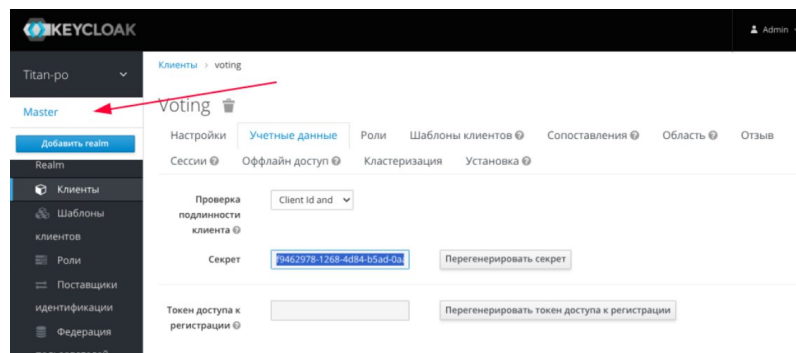 KEYCLOAK
Admin
Titan-po
Клиенты > voting
Master
Voting
Добавить realm
Настройки Учетные данные Роли Шаблоны клиентов Сопоставления Область Отзыв
Realm
Сессии Оффлайн доступ Кластеризация Установка
Клиенты
Проверка подлинности клиента
Client Id and
Шаблоны клиентов
Роли
Секрет
f9462978-1268-4d84-b5ad-0a
Перегенерировать секрет
Поставщики идентификации
Токен доступа к регистрации
Перегенерировать токен доступа к регистрации
Федерация